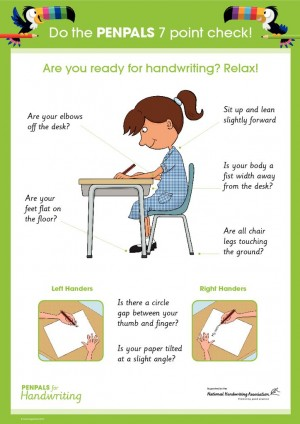 Do the PENPALS 7 point check!
Are you ready for handwriting? Relax!
Are your elbows
off the desk?
Sit up and lean
slightly forward
Is your body a
fist width away
from the desk?
Are your
feet flat on
the floor?
Are all chair
legs touching
the ground?
Left Handers
Right Handers
Is there a circle
gap between your
thumb and finger?
Is your paper tilted
at a slight angle?
PENPALS for
Handwriting
National Handwriting Association